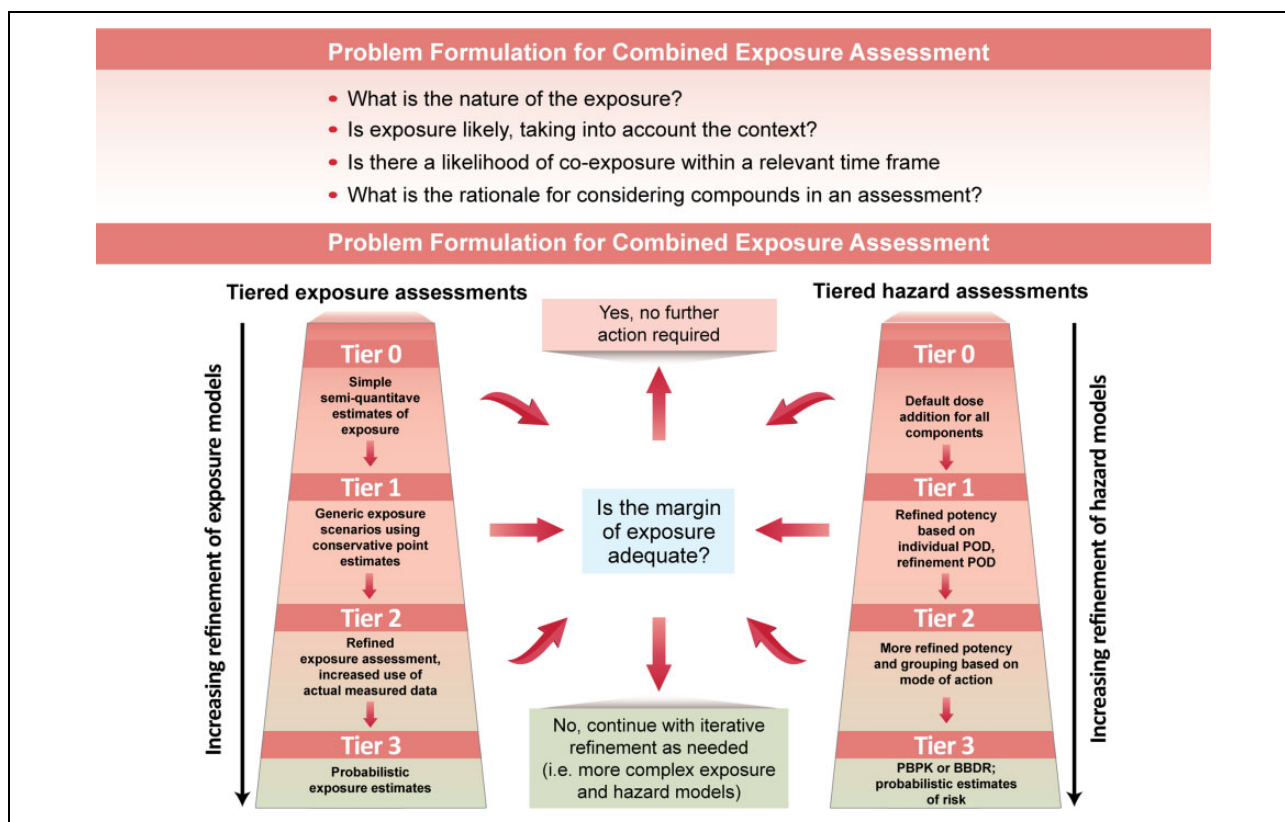 Problem Formulation for Combined Exposure Assessment
• What is the nature of the exposure?
• Is exposure likely, taking into account the context?
• Is there a likelihood of co-exposure within a relevant time frame
• What is the rationale for considering compounds in an assessment?
Problem Formulation for Combined Exposure Assessment
Tiered exposure assessments
Increasing refinement of exposure models
Tier 0
Simple
semi-quantitave
estimates of
exposure
Tier 1
Generic exposure
scenarios using
conservative point
estimates
Tier 2
Refined
exposure assessment,
increased use of
actual measured data
Tier 3
Probabilistic
exposure estimates
Yes, no further
action required
Is the margin
of exposure
adequate?
No, continue with iterative
refinement as needed
(i.e. more complex exposure
and hazard models)
Tiered hazard assessments
Tier 0
Default dose
addition for all
components
Tier 1
Refined potency
based on
individual POD,
refinement POD
Tier 2
More refined potency
and grouping based on
mode of action
Tier 3
PBPK or BBDR;
probabilistic estimates
of risk
Increasing refinement of hazard models